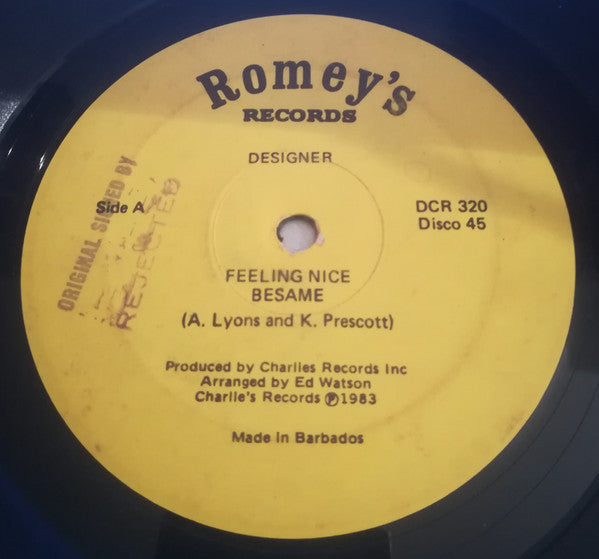 Romey's
RECORDS
DESIGNER
Side A
DCR 320
Disco 45
ORIGINAL SIGNED BY
REJECTED
FEELING NICE
BESAME
(A. Lyons and K. Prescott)
Produced by Charlies Records Inc
Arranged by Ed Watson
Charlie's Records ℗1983
Made in Barbados